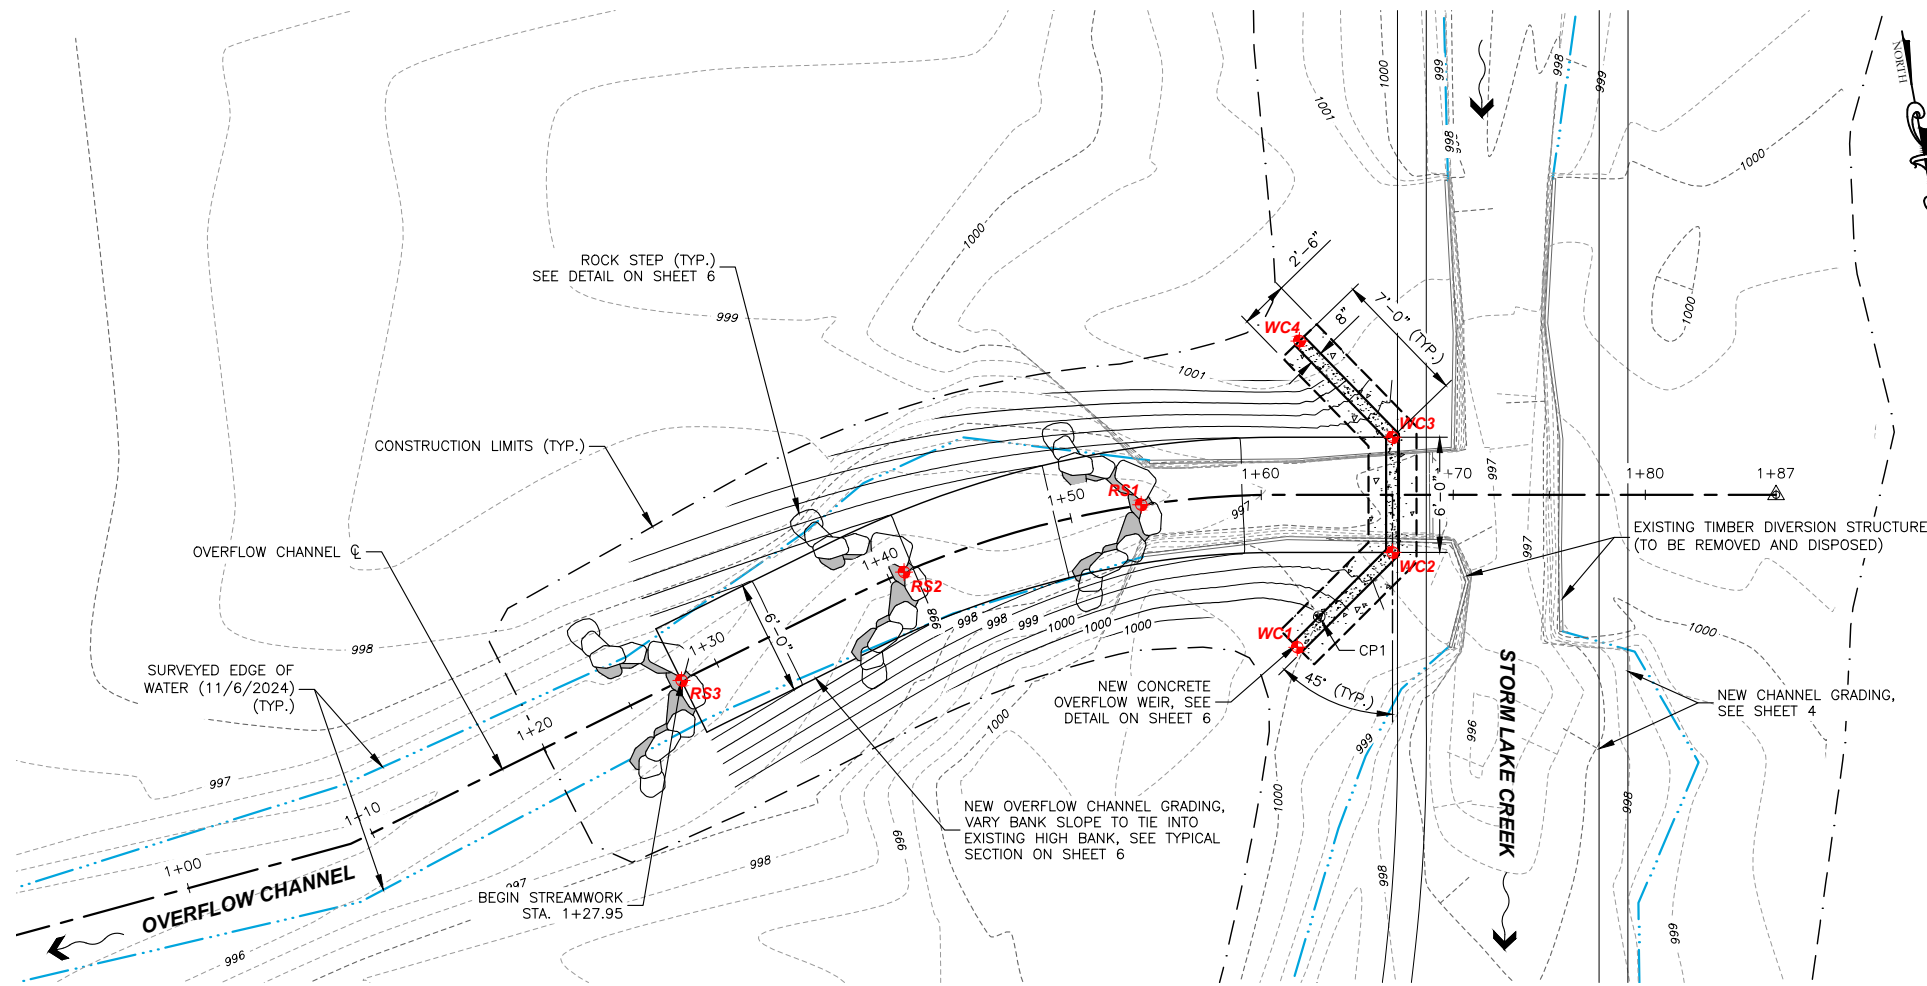 1000
999
998
998
999
NORTH
1001
998
1000
1000
ROCK STEP (TYP.)
SEE DETAIL ON SHEET 6
2'-6"
999
WC4
8"
7'-0" (TYP.)
1000
1001
WC3
CONSTRUCTION LIMITS (TYP.)
6'-0"
997
1+50
RS1
1+60
1+70
1+80
1+87
997
997
EXISTING TIMBER DIVERSION STRUCTURE
(TO BE REMOVED AND DISPOSED)
OVERFLOW CHANNEL ℄
1+40
RS2
WC2
998
998
998
999
1000
1000
1000
6'-0"
1+30
WC1
CP1
1000
998
RS3
45° (TYP.)
SURVEYED EDGE OF
WATER (11/6/2024)
(TYP.)
NEW CONCRETE
OVERFLOW WEIR, SEE
DETAIL ON SHEET 6
STORM LAKE CREEK
NEW CHANNEL GRADING,
SEE SHEET 4
1000
999
996
1+20
997
1+10
1000
998
NEW OVERFLOW CHANNEL GRADING,
VARY BANK SLOPE TO TIE INTO
EXISTING HIGH BANK, SEE TYPICAL
SECTION ON SHEET 6
999
998
998
1+00
OVERFLOW CHANNEL
997
BEGIN STREAMWORK
STA. 1+27.95
996
999